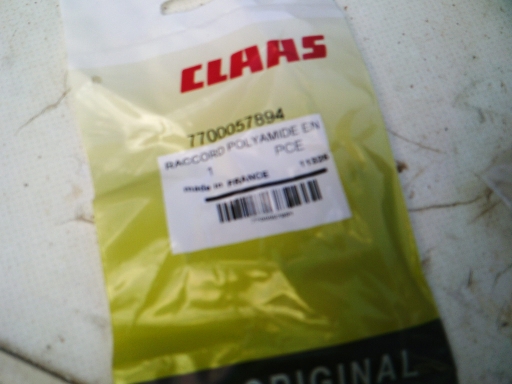 CLAAS
7700057894
RACCORD POLYAMIDE EN
1 PCE
made in FRANCE
ORIGINAL